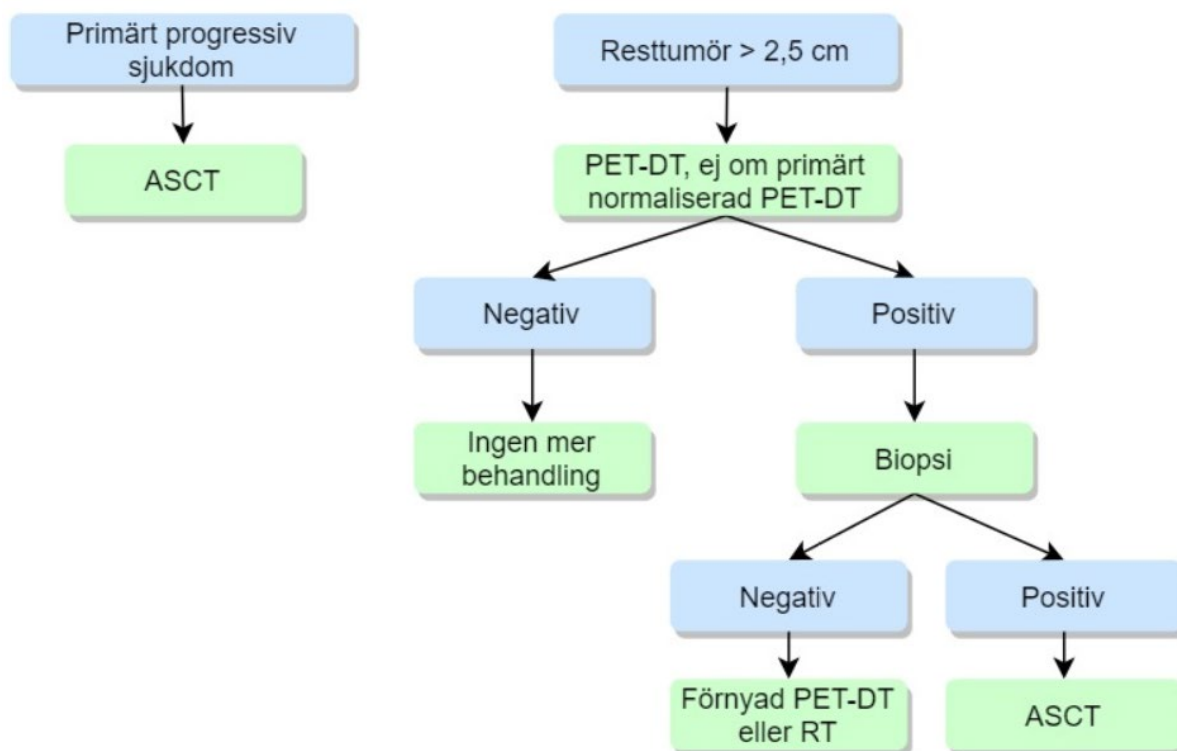 Primärt progressiv
sjukdom
ASCT
Resttumör > 2,5 cm
PET-DT, ej om primärt
normaliserad PET-DT
Negativ
Positiv
Ingen mer
behandling
Biopsi
Negativ
Positiv
Förnyad PET-DT
eller RT
ASCT